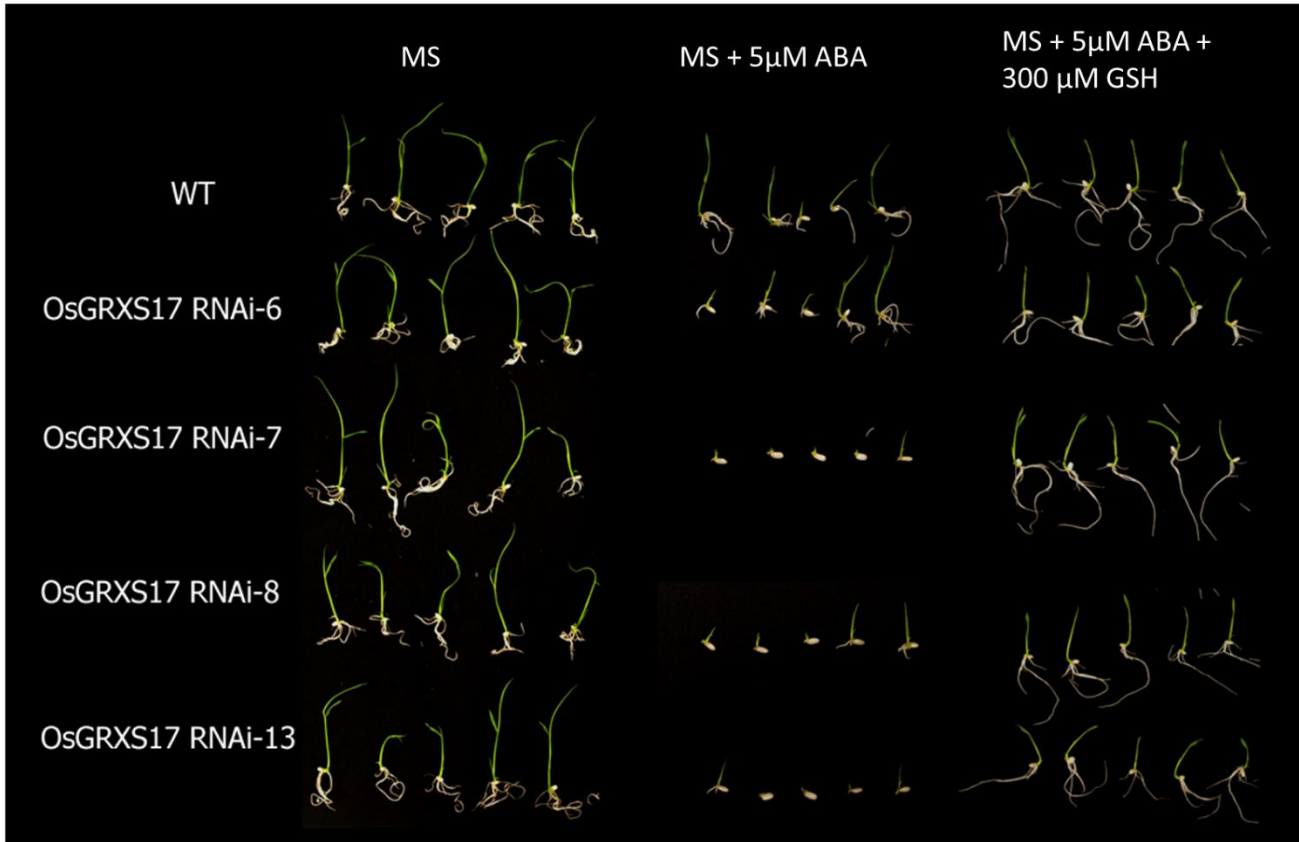 MS
MS + 5µM ABA
MS + 5µM ABA +
300 µM GSH
WT
OsGRXS17 RNAi-6
OsGRXS17 RNAi-7
OsGRXS17 RNAi-8
OsGRXS17 RNAi-13